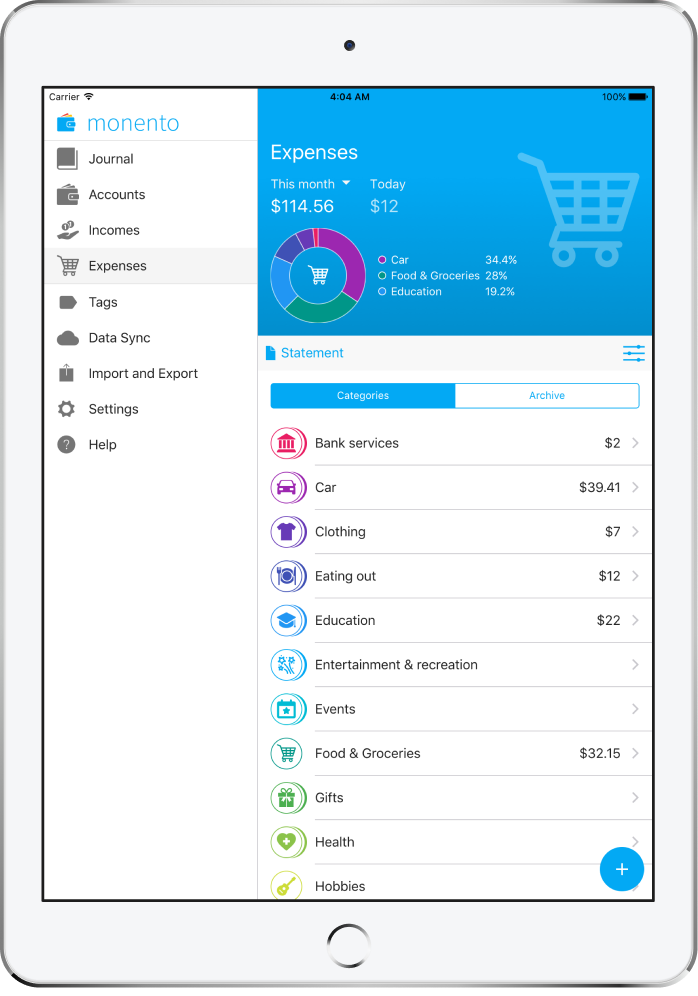 Carrier
4:04 AM
100%
monento
Journal
Accounts
Incomes
Expenses
Tags
Data Sync
Import and Export
Settings
?
Help
Expenses
This month
Today
$114.56
$12
Car 34.4%
Food & Groceries 28%
Education 19.2%
Statement
Categories
Archive
Bank services $2
Car $39.41
Clothing $7
Eating out $12
Education $22
Entertainment & recreation
Events
Food & Groceries $32.15
Gifts
Health
+
Hobbies